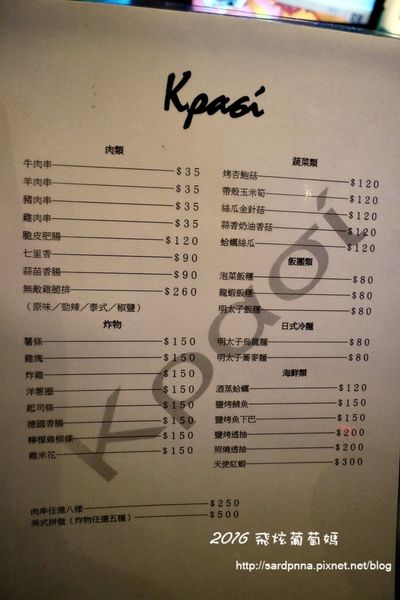 Kpasí
肉類
牛肉串 $35
羊肉串 $35
豬肉串 $35
雞肉串 $35
脆皮肥腸 $120
七里香 $90
蒜苗香腸 $90
無敵雞腿排 $260
(原味/勁辣/泰式/椒鹽)
炸物
薯條 $150
雞塊 $150
炸雞 $150
洋蔥圈 $150
起司條 $150
德國香腸 $150
檸檬雞柳條 $150
雞米花 $150
蔬菜類
烤杏鮑菇 $120
帶殼玉米筍 $120
絲瓜金針菇 $120
蒜香奶油香菇 $120
蛤蠣絲瓜 $120
飯糰類
泡菜飯糰 $80
龍蝦飯糰 $80
明太子飯糰 $80
日式冷麵
明太子烏龍麵 $80
明太子蕎麥麵 $80
海鮮類
酒蒸蛤蠣 $120
鹽烤鯖魚 $150
鹽烤魚下巴 $150
鹽烤透抽 $200
照燒透抽 $200
天使紅蝦 $300
肉串任選八樣 $250
美式拼盤(炸物任選五種) $500
Kpasí
2016 飛炫葡萄媽
http://sardpnna.pixnet.net/blog